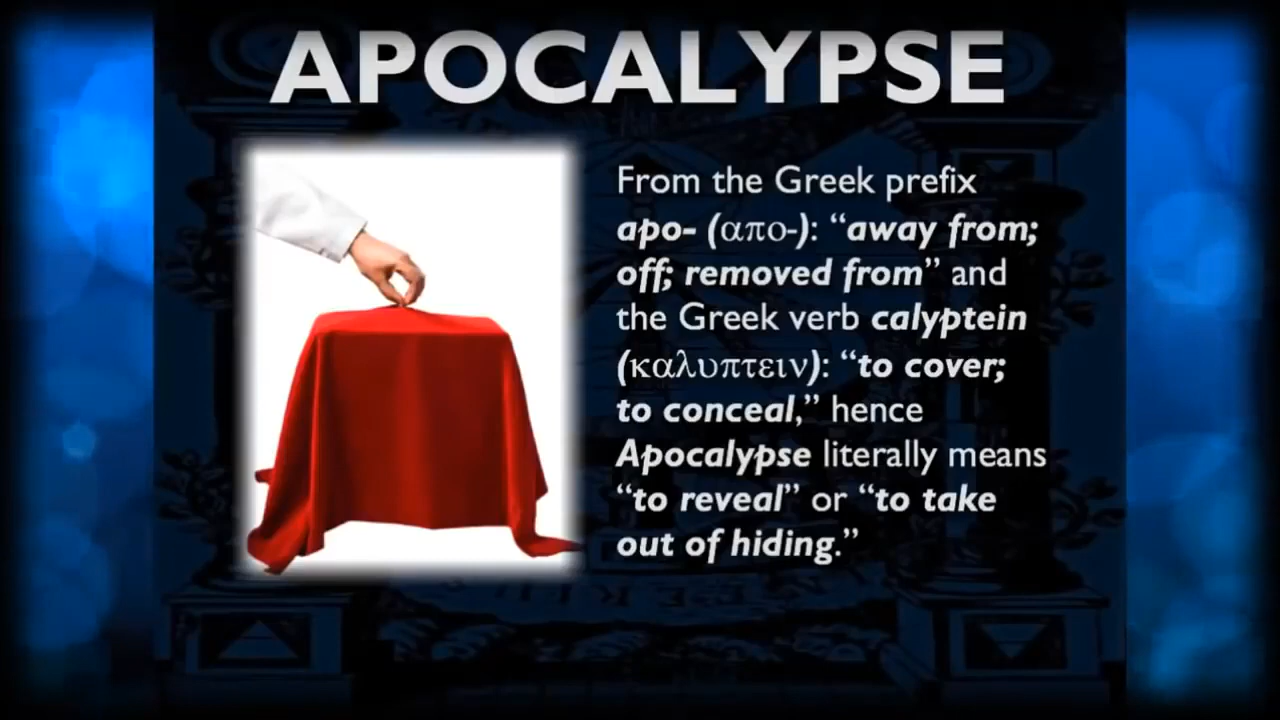 APOCALYPSE
From the Greek prefix
apo- (απο-): “away from;
off; removed from” and
the Greek verb calyptein
(καλυπτειν): “to cover;
to conceal,” hence
Apocalypse literally means
“to reveal” or “to take
out of hiding.”